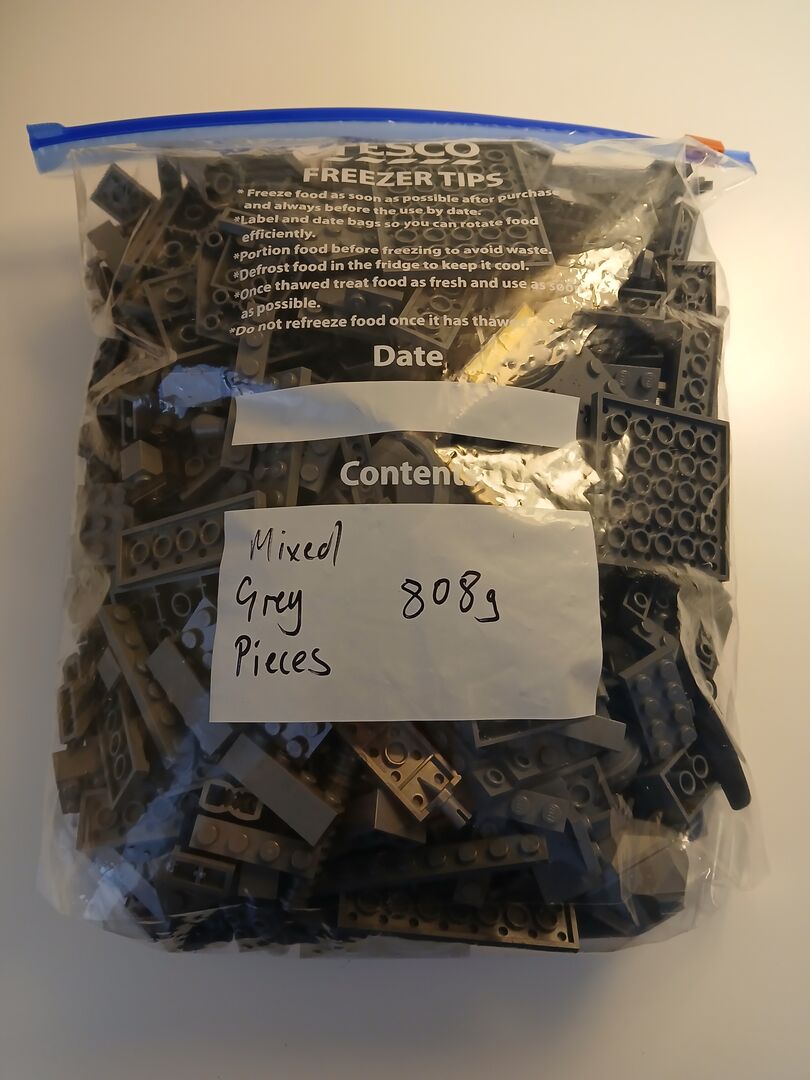 TESCO
FREEZER TIPS
* Freeze food as soon as possible after purchase
and always before the use by date.
*Label and date bags so you can rotate food
efficiently.
*Portion food before freezing to avoid waste.
*Defrost food in the fridge to keep it cool.
*Once thawed treat food as fresh and use as soon
as possible.
*Do not refreeze food once it has
Date
Mixed
Grey 808g
Pieces